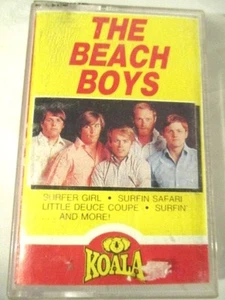 THE
BEACH
BOYS
SURFER GIRL • SURFIN SAFARI
LITTLE DEUCE COUPE • SURFIN'
AND MORE!
KOALA